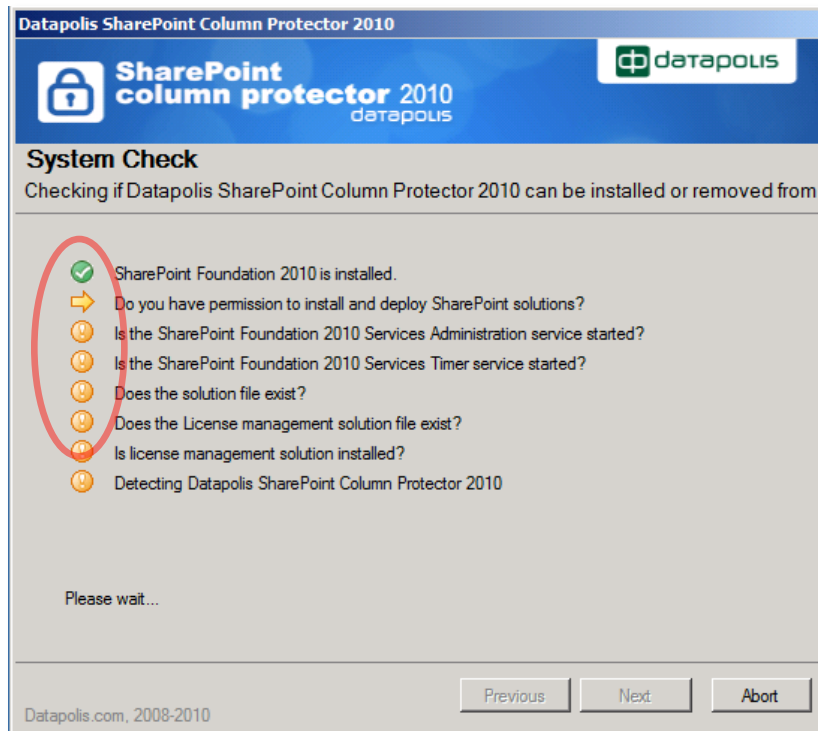 Datapolis SharePoint Column Protector 2010
SharePoint
column protector 2010
datapolis
datapolis
System Check
Checking if Datapolis SharePoint Column Protector 2010 can be installed or removed from
SharePoint Foundation 2010 is installed.
Do you have permission to install and deploy SharePoint solutions?
Is the SharePoint Foundation 2010 Services Administration service started?
Is the SharePoint Foundation 2010 Services Timer service started?
Does the solution file exist?
Does the License management solution file exist?
Is license management solution installed?
Detecting Datapolis SharePoint Column Protector 2010
Please wait...
Previous Next Abort
Datapolis.com, 2008-2010